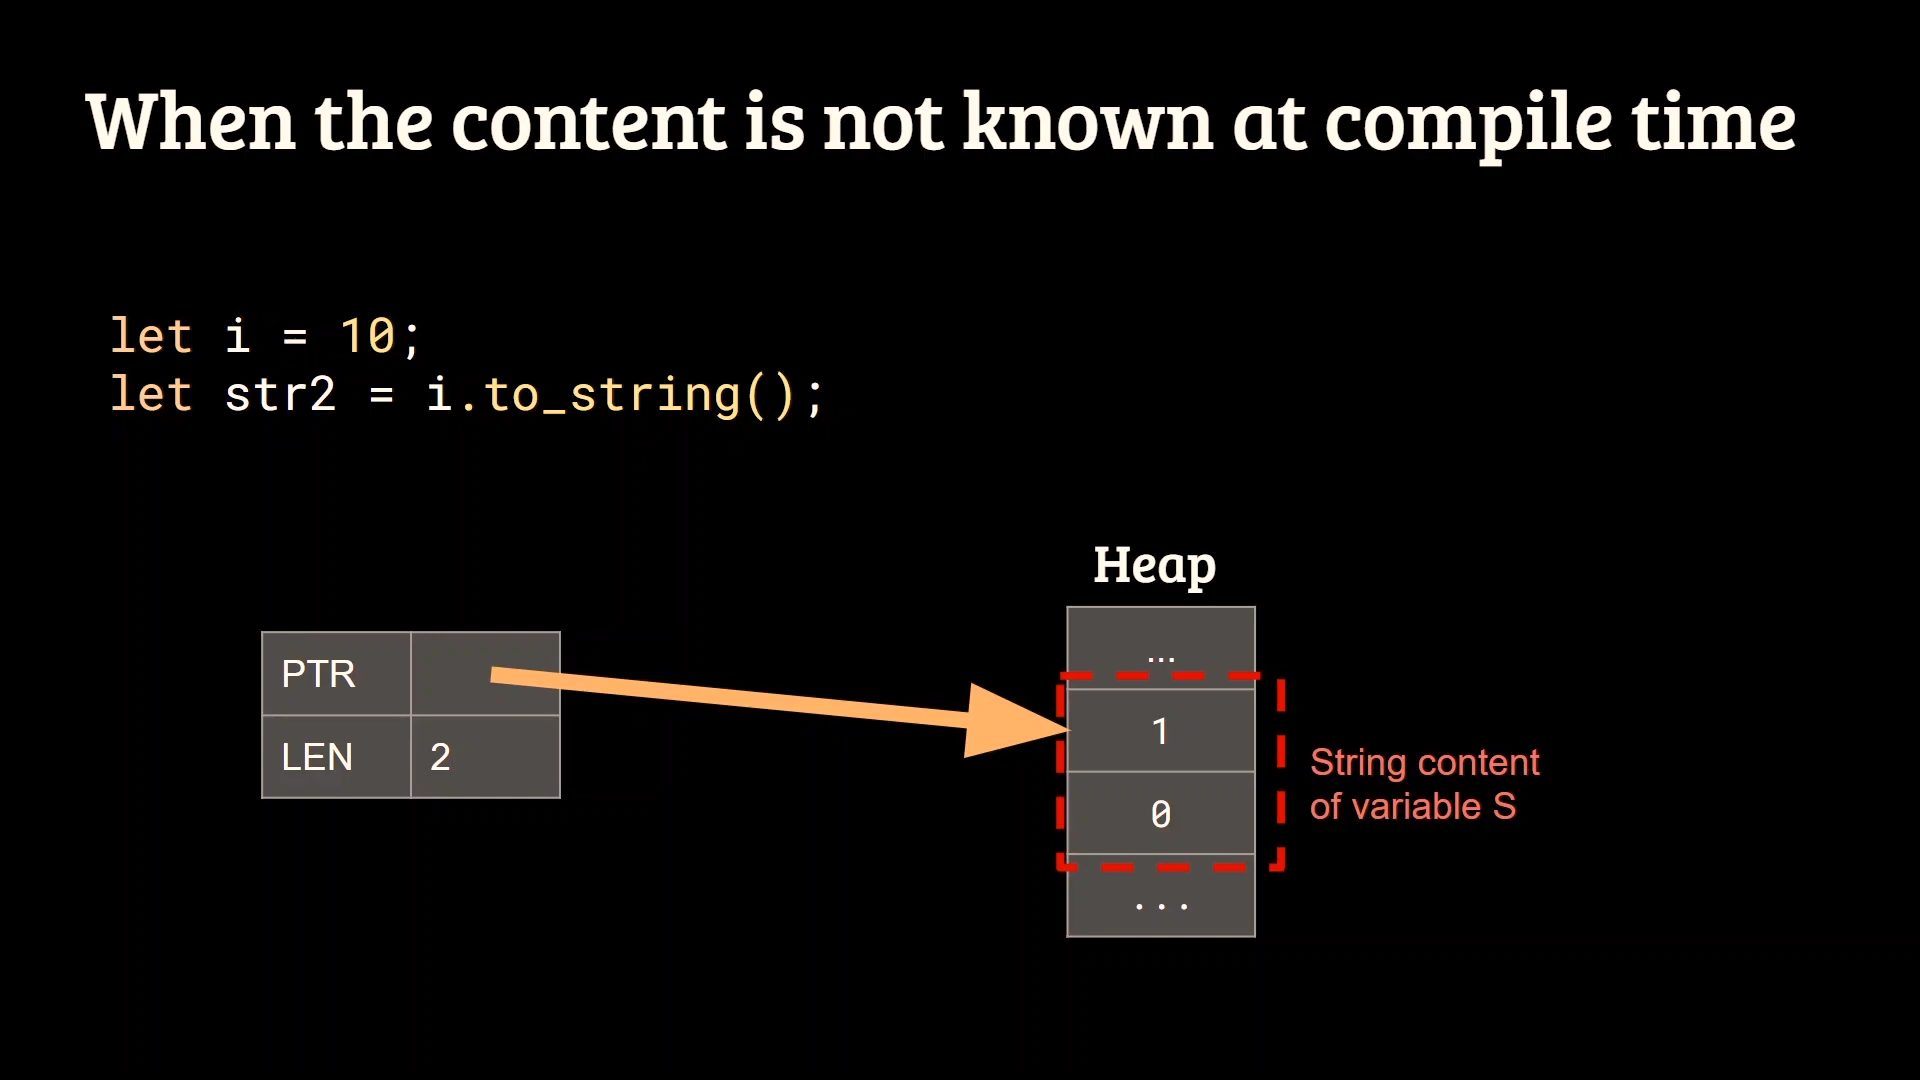 When the content is not known at compile time
let i = 10;
let str2 = i.to_string();
Heap
PTR
LEN 2
...
1
0
...
String content
of variable S